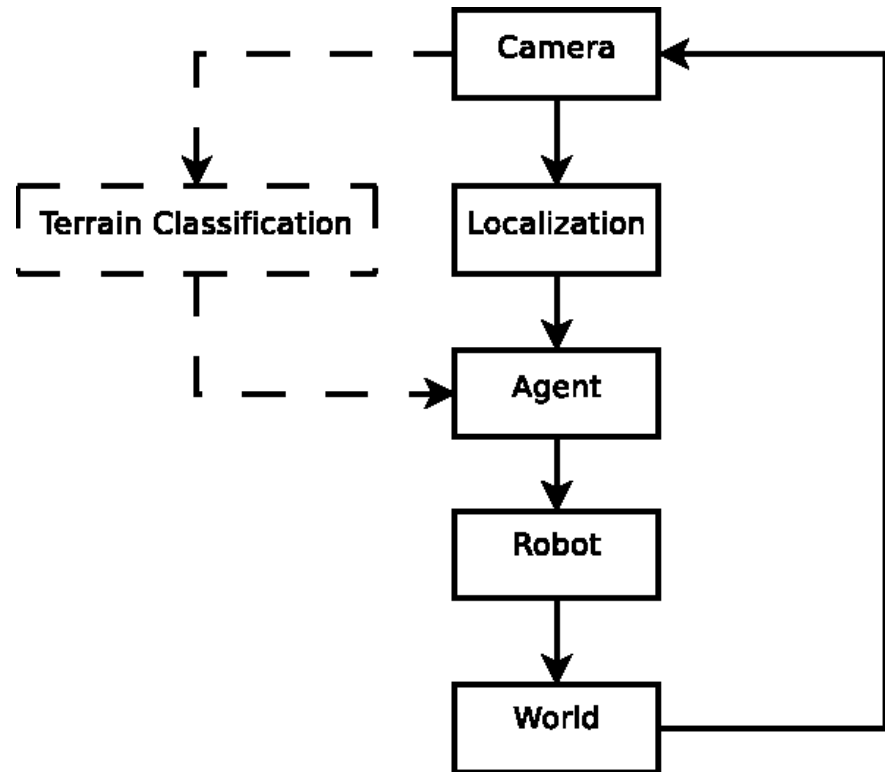 Camera
Terrain Classification
Localization
Agent
Robot
World